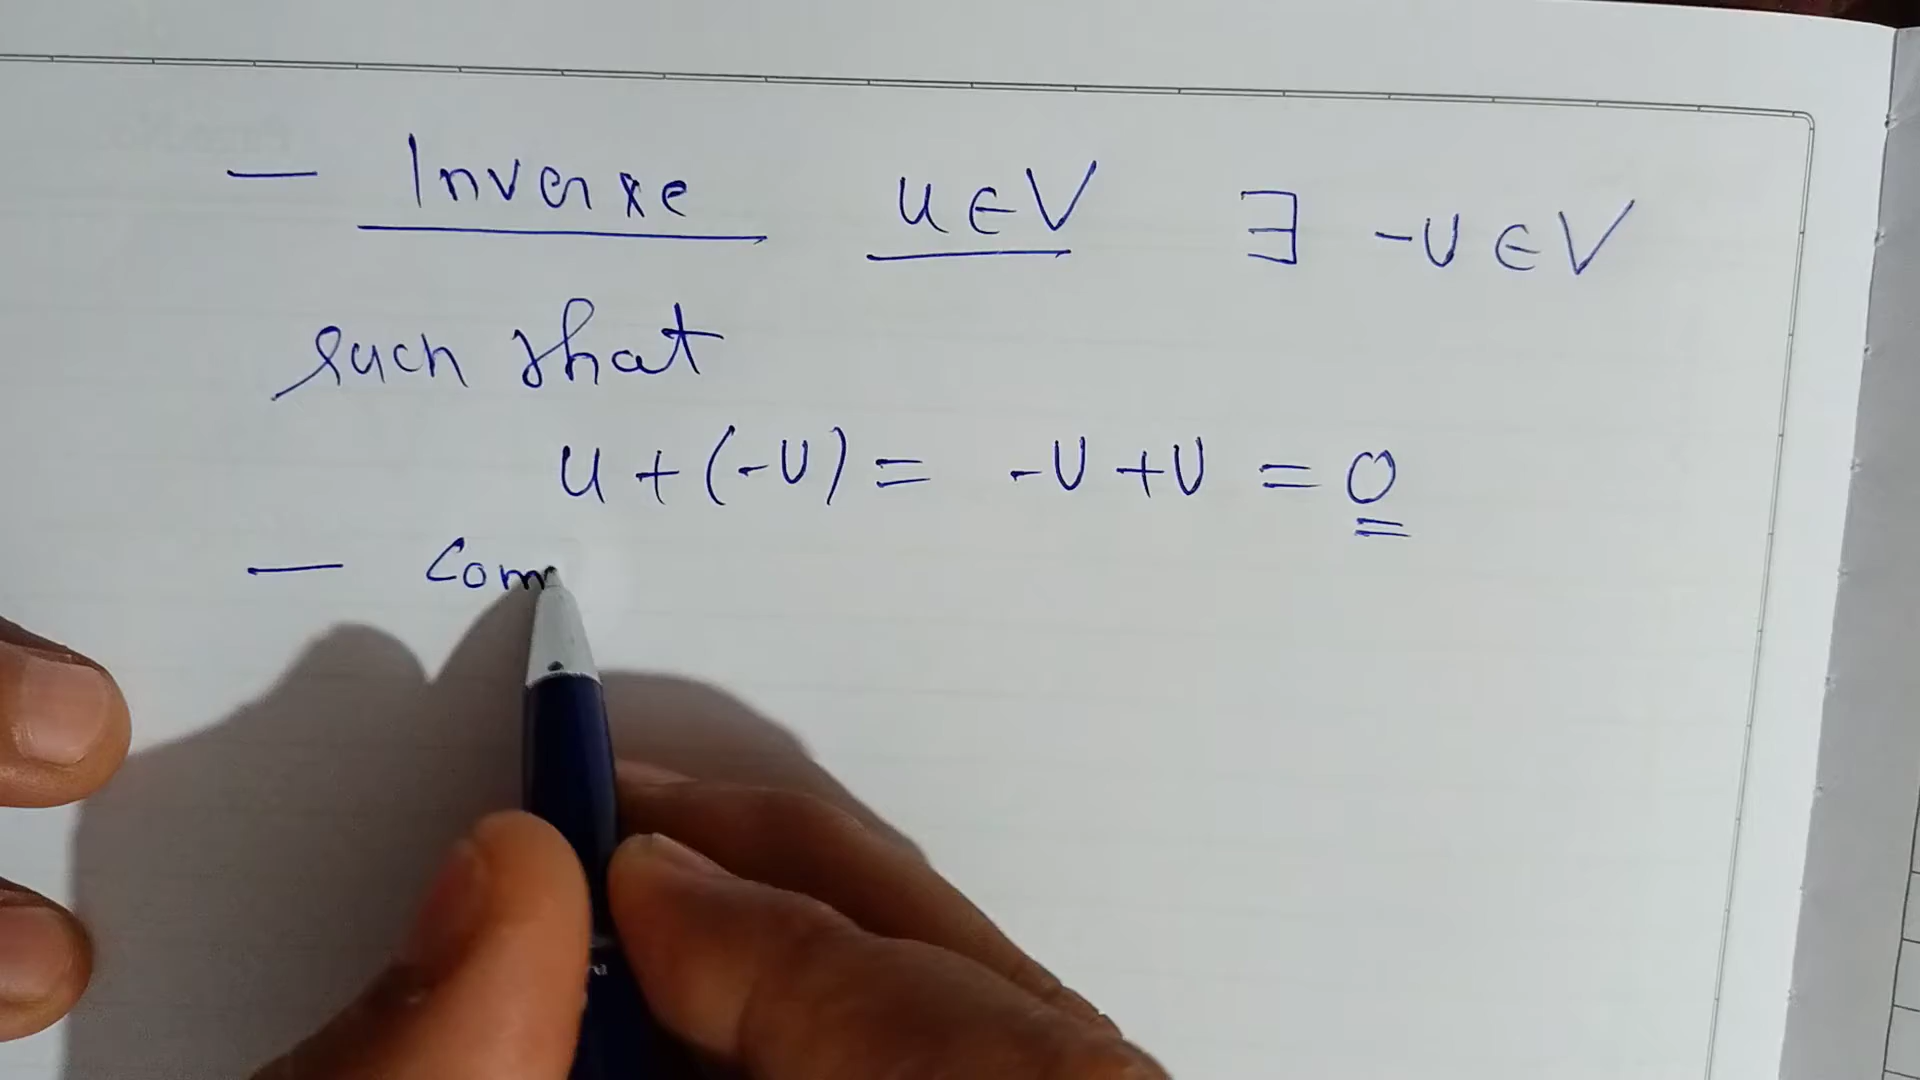 — Inverse u ∈ V ∃ -u ∈ V
such that
u + (-u) = -u + u = 0
— Com